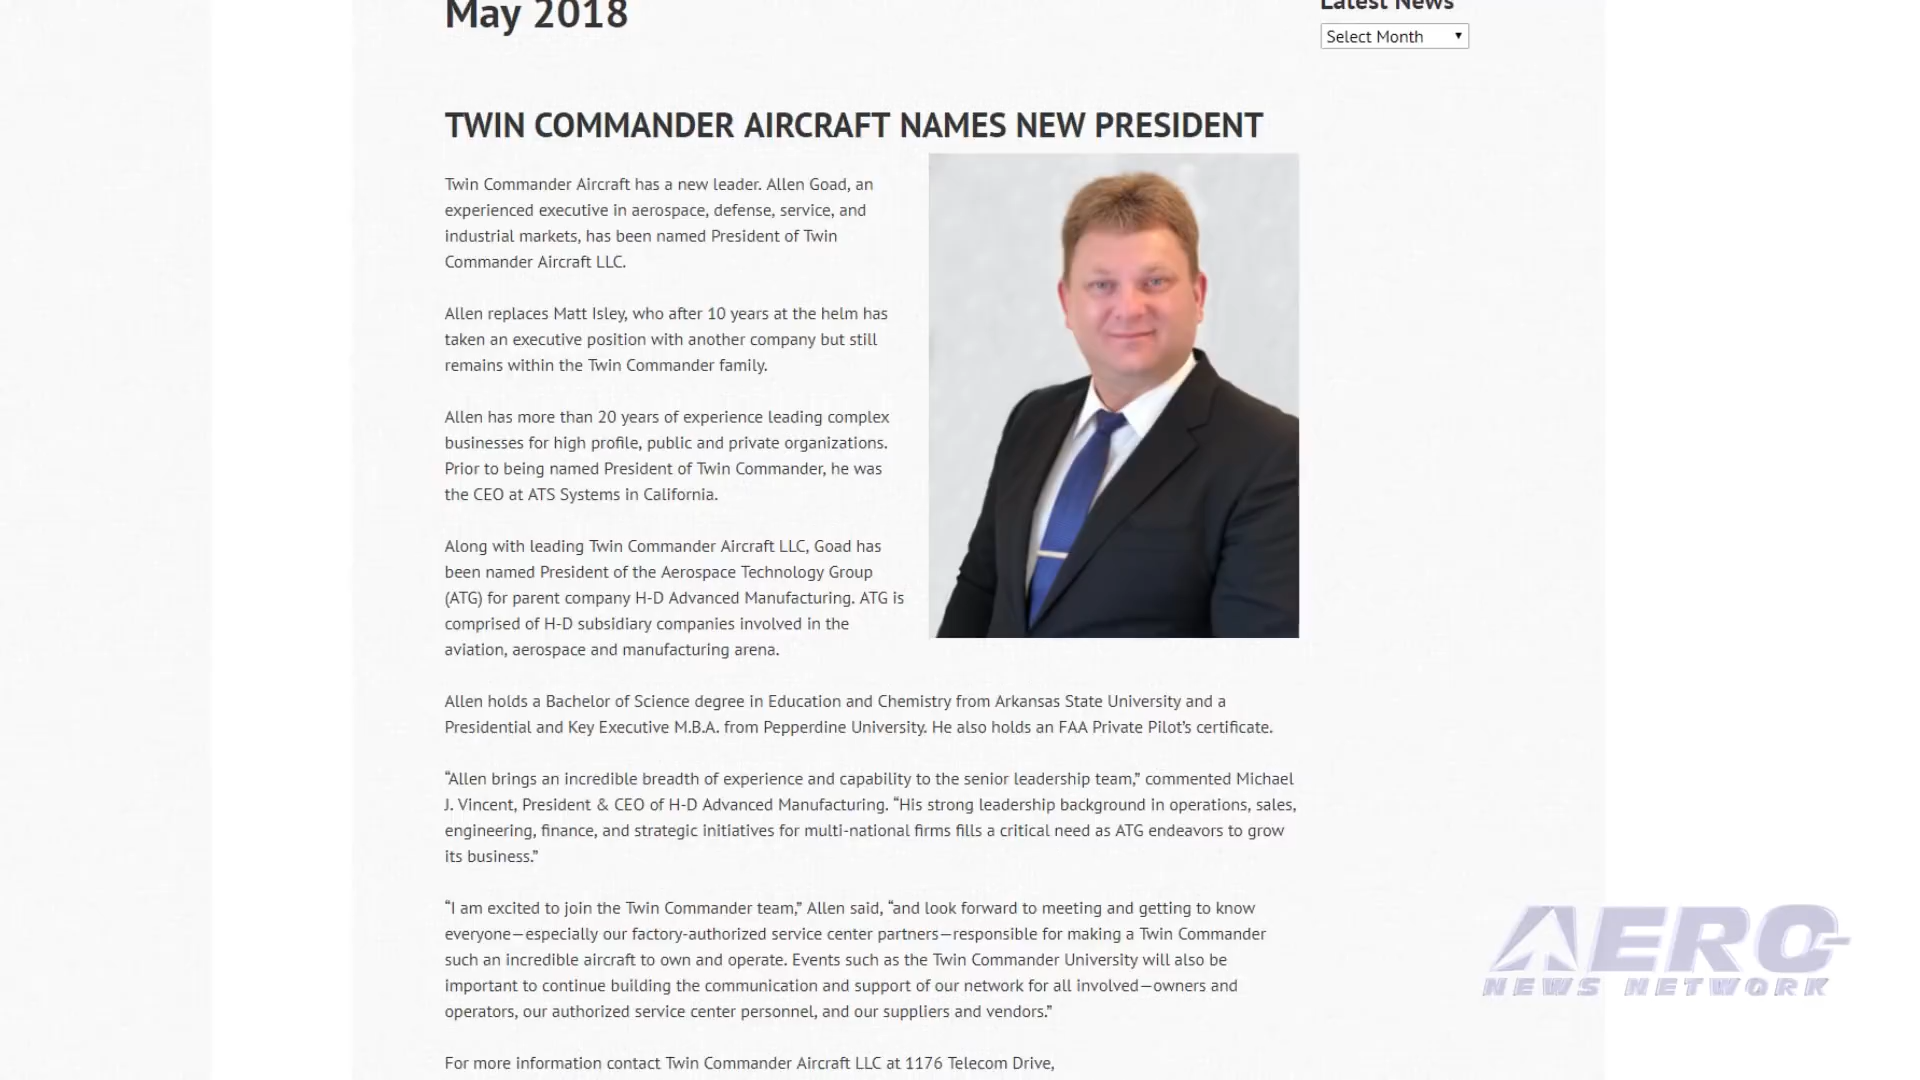 May 2018
Latest News
Select Month
TWIN COMMANDER AIRCRAFT NAMES NEW PRESIDENT
Twin Commander Aircraft has a new leader. Allen Goad, an
experienced executive in aerospace, defense, service, and
industrial markets, has been named President of Twin
Commander Aircraft LLC.
Allen replaces Matt Isley, who after 10 years at the helm has
taken an executive position with another company but still
remains within the Twin Commander family.
Allen has more than 20 years of experience leading complex
businesses for high profile, public and private organizations.
Prior to being named President of Twin Commander, he was
the CEO at ATS Systems in California.
Along with leading Twin Commander Aircraft LLC, Goad has
been named President of the Aerospace Technology Group
(ATG) for parent company H-D Advanced Manufacturing. ATG is
comprised of H-D subsidiary companies involved in the
aviation, aerospace and manufacturing arena.
Allen holds a Bachelor of Science degree in Education and Chemistry from Arkansas State University and a
Presidential and Key Executive M.B.A. from Pepperdine University. He also holds an FAA Private Pilot’s certificate.
“Allen brings an incredible breadth of experience and capability to the senior leadership team,” commented Michael
J. Vincent, President & CEO of H-D Advanced Manufacturing. “His strong leadership background in operations, sales,
engineering, finance, and strategic initiatives for multi-national firms fills a critical need as ATG endeavors to grow
its business.”
“I am excited to join the Twin Commander team,” Allen said, “and look forward to meeting and getting to know
everyone—especially our factory-authorized service center partners—responsible for making a Twin Commander
such an incredible aircraft to own and operate. Events such as the Twin Commander University will also be
important to continue building the communication and support of our network for all involved—owners and
operators, our authorized service center personnel, and our suppliers and vendors.”
For more information contact Twin Commander Aircraft LLC at 1176 Telecom Drive,
AERO
NEWS NETWORK